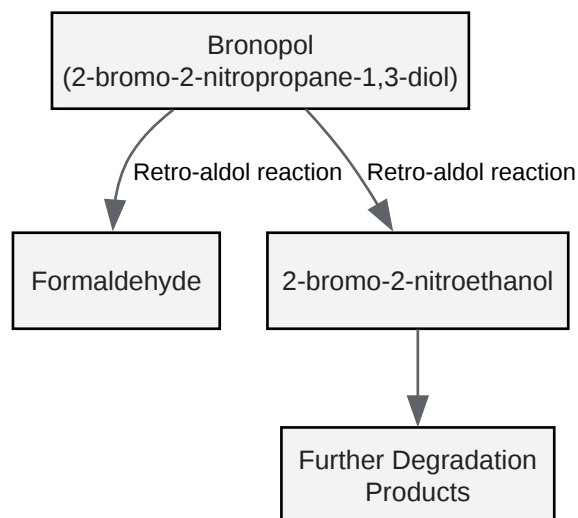 Bronopol
(2-bromo-2-nitropropane-1,3-diol)
Retro-aldol reaction
Retro-aldol reaction
Formaldehyde
2-bromo-2-nitroethanol
Further Degradation
Products